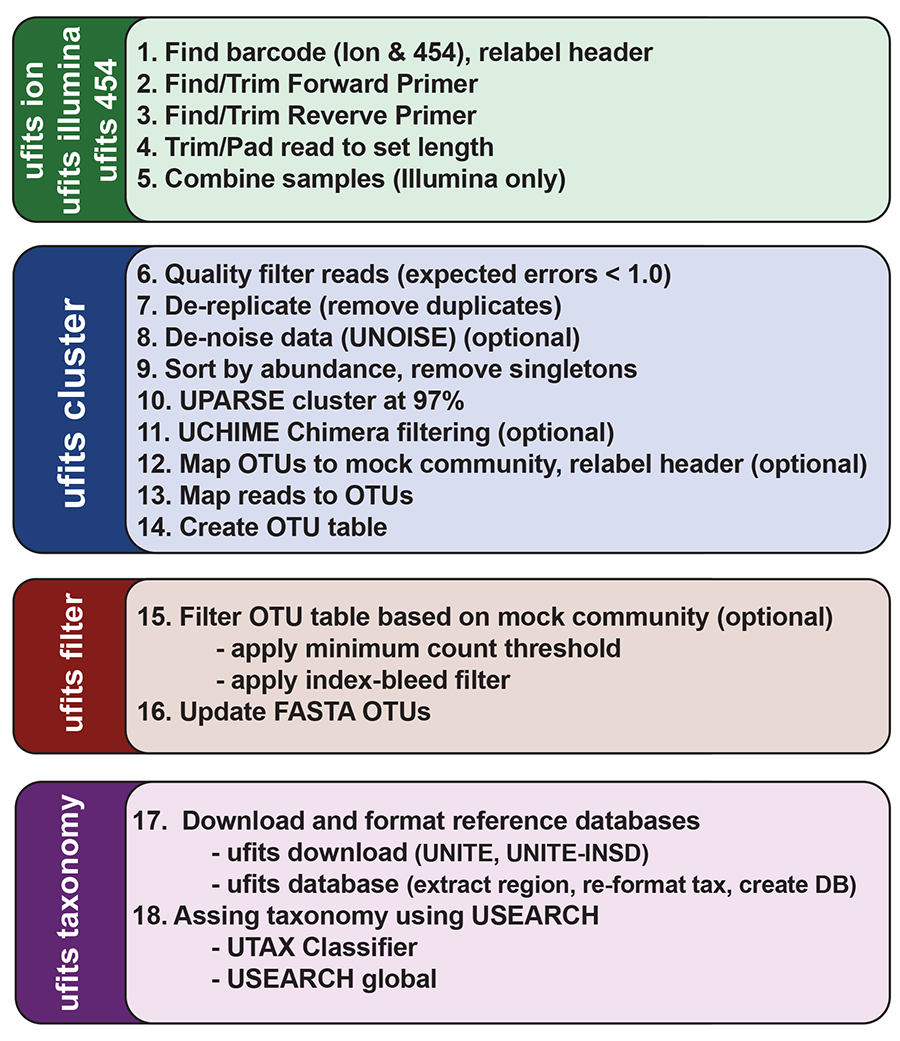 ufits ion
ufits illumina
ufits 454
1. Find barcode (Ion & 454), relabel header
2. Find/Trim Forward Primer
3. Find/Trim Reverve Primer
4. Trim/Pad read to set length
5. Combine samples (Illumina only)
ufits cluster
6. Quality filter reads (expected errors < 1.0)
7. De-replicate (remove duplicates)
8. De-noise data (UNOISE) (optional)
9. Sort by abundance, remove singletons
10. UPARSE cluster at 97%
11. UCHIME Chimera filtering (optional)
12. Map OTUs to mock community, relabel header (optional)
13. Map reads to OTUs
14. Create OTU table
ufits filter
15. Filter OTU table based on mock community (optional)
- apply minimum count threshold
- apply index-bleed filter
16. Update FASTA OTUs
ufits taxonomy
17. Download and format reference databases
- ufits download (UNITE, UNITE-INSD)
- ufits database (extract region, re-format tax, create DB)
18. Assing taxonomy using USEARCH
- UTAX Classifier
- USEARCH global